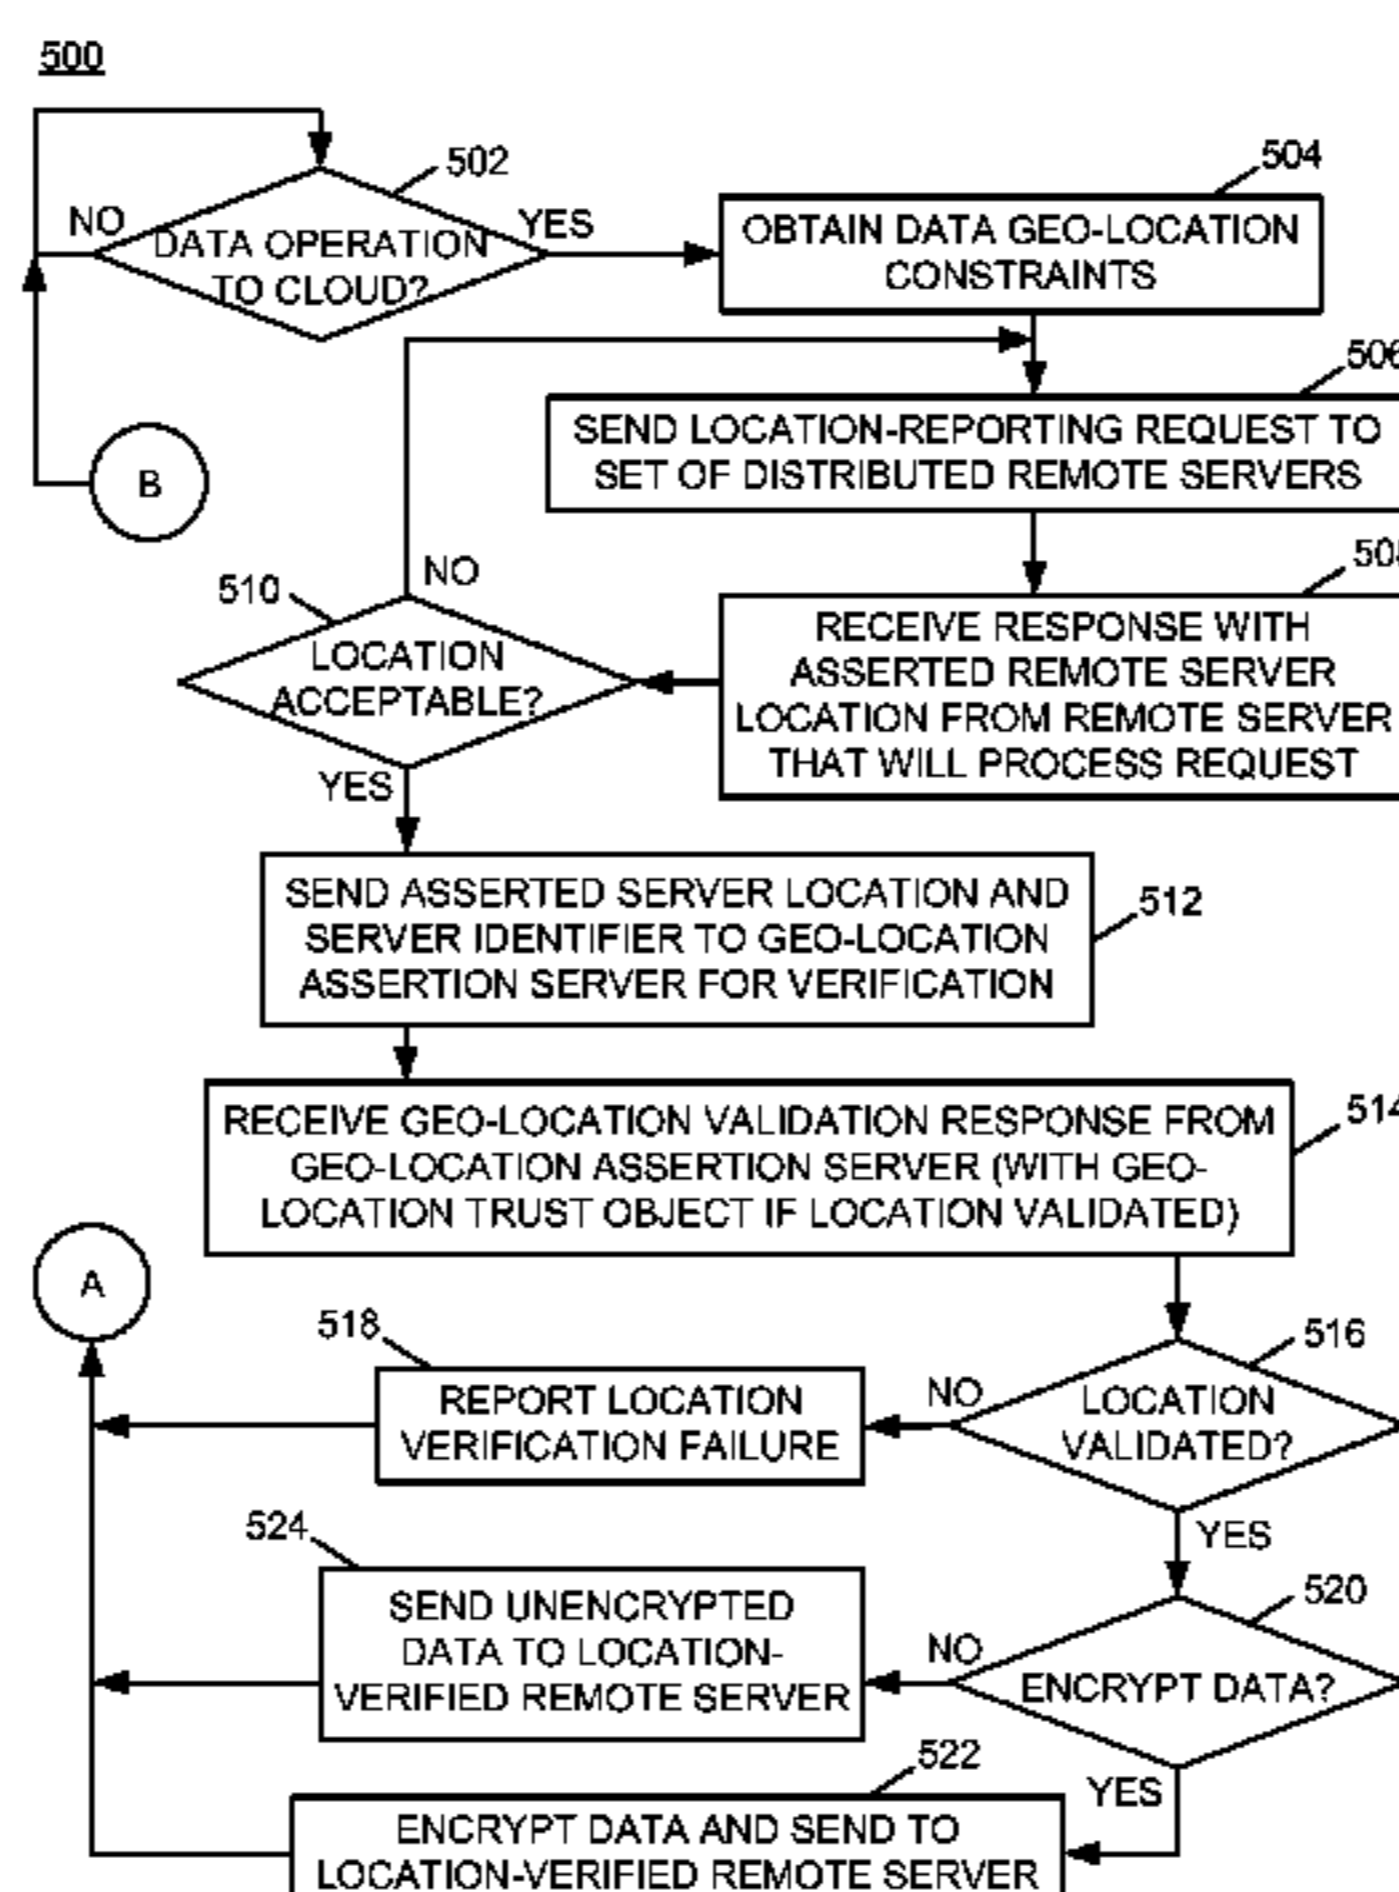 500
502
NO
DATA OPERATION
TO CLOUD?
YES
504
OBTAIN DATA GEO-LOCATION
CONSTRAINTS
506
SEND LOCATION-REPORTING REQUEST TO
SET OF DISTRIBUTED REMOTE SERVERS
B
508
RECEIVE RESPONSE WITH
ASSERTED REMOTE SERVER
LOCATION FROM REMOTE SERVER
THAT WILL PROCESS REQUEST
510
NO
LOCATION
ACCEPTABLE?
YES
SEND ASSERTED SERVER LOCATION AND
SERVER IDENTIFIER TO GEO-LOCATION
ASSERTION SERVER FOR VERIFICATION
512
RECEIVE GEO-LOCATION VALIDATION RESPONSE FROM
GEO-LOCATION ASSERTION SERVER (WITH GEO-
LOCATION TRUST OBJECT IF LOCATION VALIDATED)
514
A
516
LOCATION
VALIDATED?
NO
518
REPORT LOCATION
VERIFICATION FAILURE
YES
520
ENCRYPT DATA?
NO
524
SEND UNENCRYPTED
DATA TO LOCATION-
VERIFIED REMOTE SERVER
YES
522
ENCRYPT DATA AND SEND TO
LOCATION-VERIFIED REMOTE SERVER